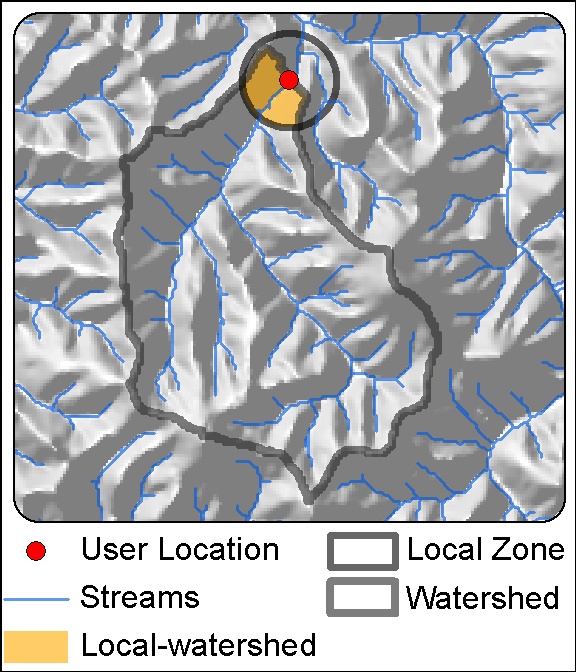 User Location
Local Zone
Streams
Watershed
Local-watershed